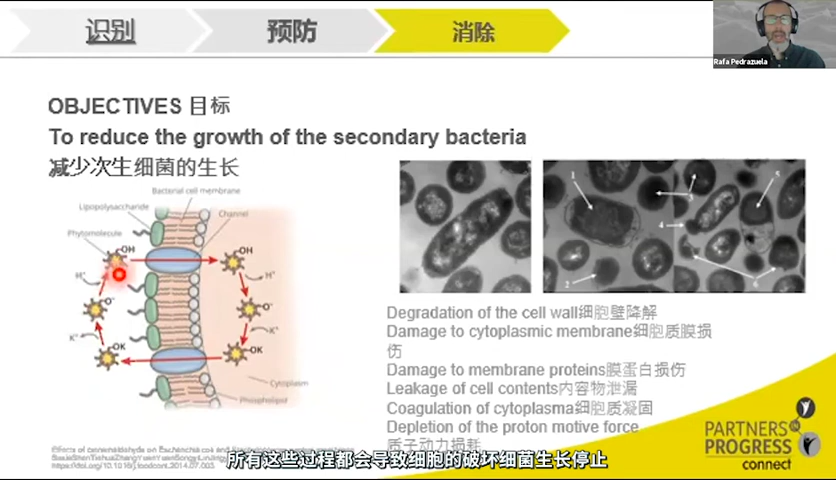 识别
预防
消除
Rafa Pedrazuela
OBJECTIVES 目标
To reduce the growth of the secondary bacteria
减少次生细菌的生长
Bacterial cell membrane
Lipopolysaccharide
Channel
Phytomolecule
OH
OH
H⁺
H⁺
O⁻
O⁻
K⁺
K⁺
OK
OK
Cytoplasm
Phospholipid
1
2
3
4
5
6
Degradation of the cell wall细胞壁降解
Damage to cytoplasmic membrane细胞质膜损
伤
Damage to membrane proteins膜蛋白损伤
Leakage of cell contents内容物泄漏
Coagulation of cytoplasma细胞质凝固
Depletion of the proton motive force
质子动力损耗
PARTNERS
PROGRESS
connect
所有这些过程都会导致细胞的破坏细菌生长停止